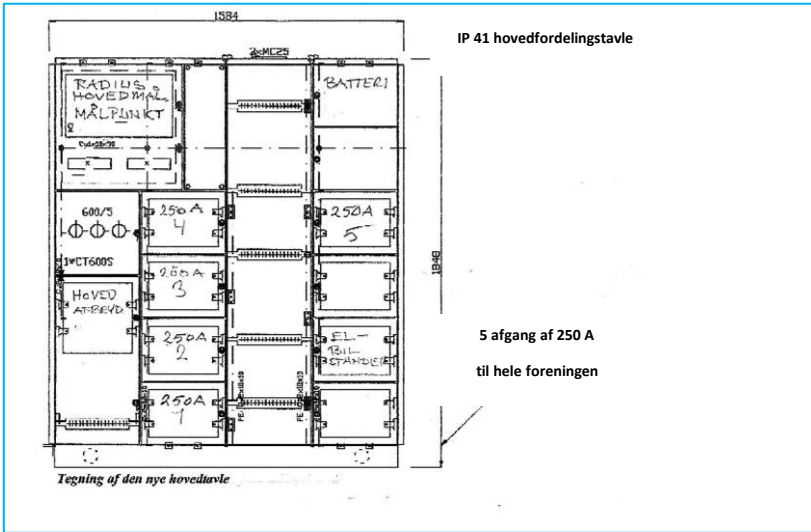 1584
IP 41 hovedfordelingstavle
2xMC25
RADIUS
HOVEDMÅL
MÅLPUNKT
BATTERI
600/5
250A
4
250A
5
1*CT600S
200A
3
HOVED
AFBRYD
250A
2
EL-
BIL
STANDER
250A
1
1840
5 afgang af 250 A
til hele foreningen
Tegning af den nye hovedtavle